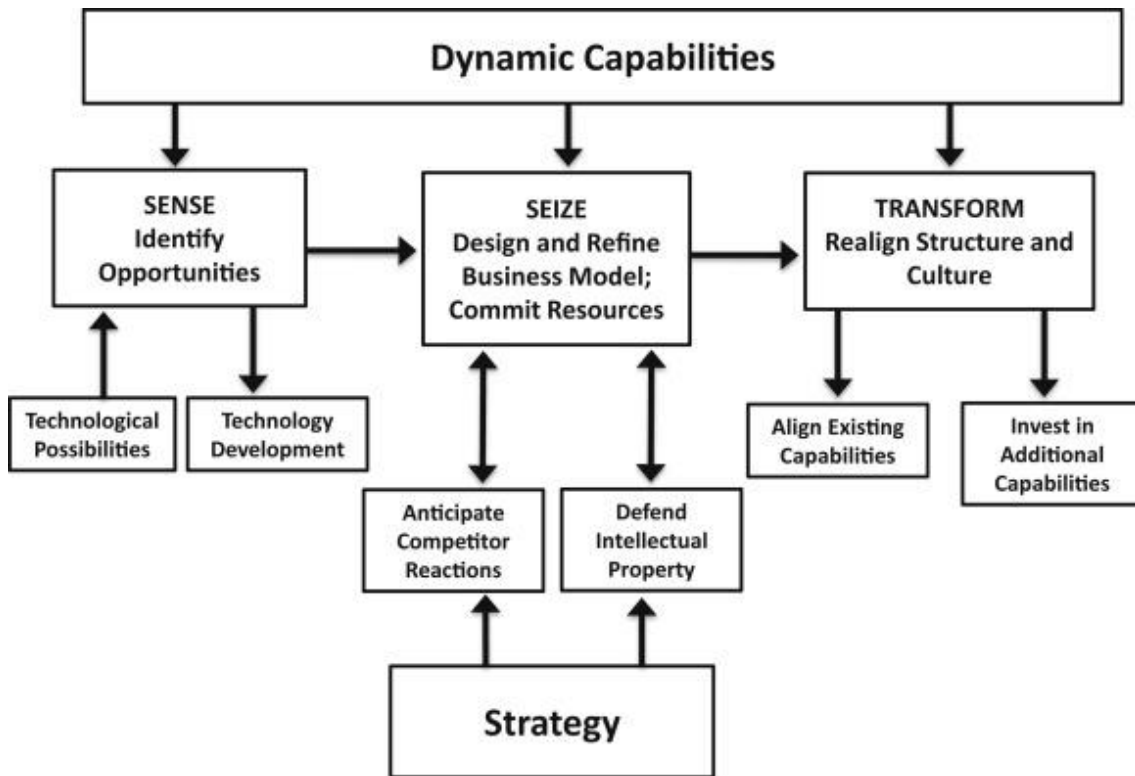 Dynamic Capabilities
SENSE
Identify
Opportunities
SEIZE
Design and Refine
Business Model;
Commit Resources
TRANSFORM
Realign Structure and
Culture
Technological
Possibilities
Technology
Development
Anticipate
Competitor
Reactions
Defend
Intellectual
Property
Align Existing
Capabilities
Invest in
Additional
Capabilities
Strategy